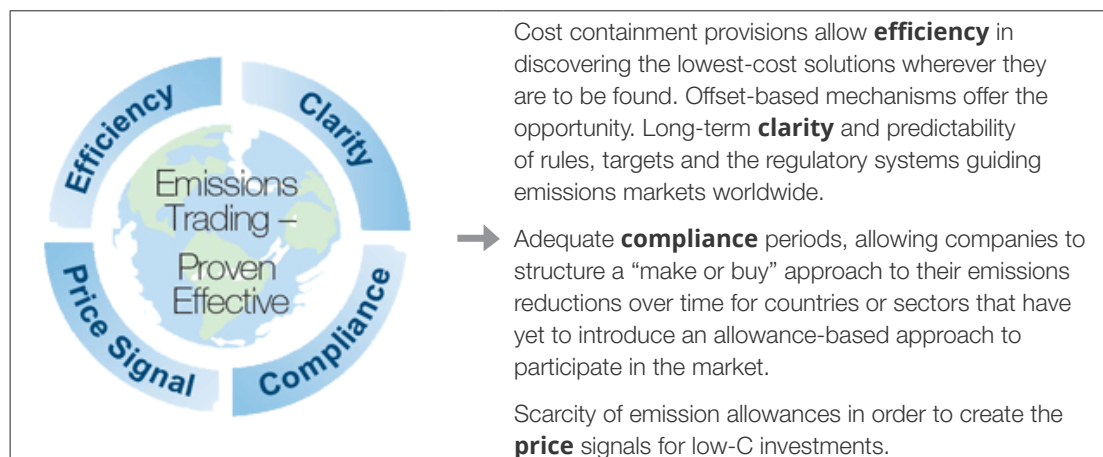 Efficiency
Clarity
Emissions
Trading –
Proven
Effective
Price Signal
Compliance
Cost containment provisions allow efficiency in
discovering the lowest-cost solutions wherever they
are to be found. Offset-based mechanisms offer the
opportunity. Long-term clarity and predictability
of rules, targets and the regulatory systems guiding
emissions markets worldwide.
Adequate compliance periods, allowing companies to
structure a “make or buy” approach to their emissions
reductions over time for countries or sectors that have
yet to introduce an allowance-based approach to
participate in the market.
Scarcity of emission allowances in order to create the
price signals for low-C investments.